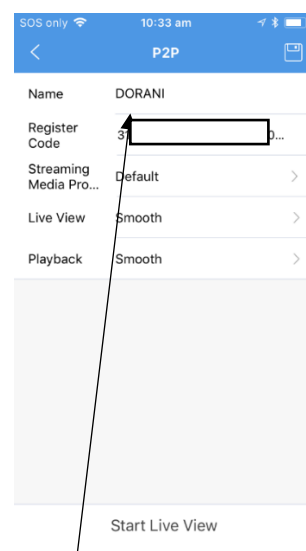 SOS only 10:33 am
P2P
Name DORANI
Register
Code
Streaming
Media Pro... Default
Live View Smooth
Playback Smooth
Start Live View